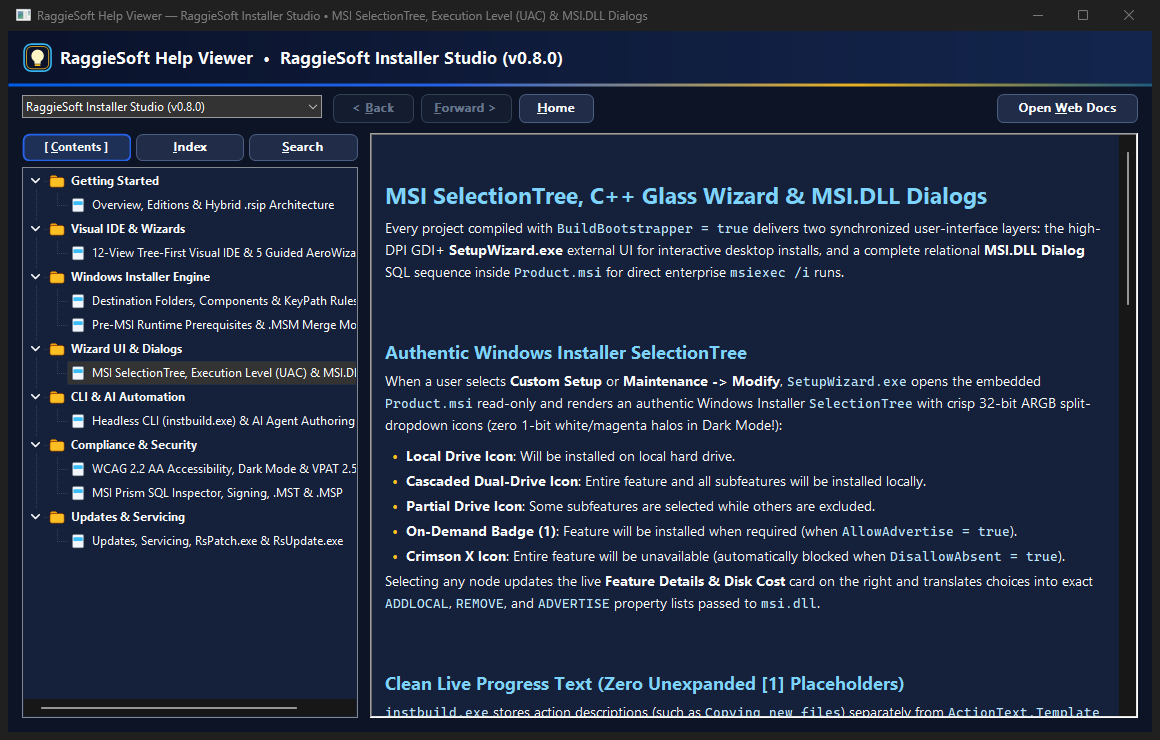 RaggieSoft Help Viewer — RaggieSoft Installer Studio • MSI SelectionTree, Execution Level (UAC) & MSI.DLL Dialogs
RaggieSoft Help Viewer • RaggieSoft Installer Studio (v0.8.0)
RaggieSoft Installer Studio (v0.8.0)
< Back
Forward >
Home
Open Web Docs
[ Contents ]
Index
Search
Getting Started
Overview, Editions & Hybrid .rsip Architecture
Visual IDE & Wizards
12-View Tree-First Visual IDE & 5 Guided AeroWiza
Windows Installer Engine
Destination Folders, Components & KeyPath Rules
Pre-MSI Runtime Prerequisites & .MSM Merge Mo
Wizard UI & Dialogs
MSI SelectionTree, Execution Level (UAC) & MSI.DI
CLI & AI Automation
Headless CLI (instbuild.exe) & AI Agent Authoring
Compliance & Security
WCAG 2.2 AA Accessibility, Dark Mode & VPAT 2.5
MSI Prism SQL Inspector, Signing, .MST & .MSP
Updates & Servicing
Updates, Servicing, RsPatch.exe & RsUpdate.exe
MSI SelectionTree, C++ Glass Wizard & MSI.DLL Dialogs
Every project compiled with BuildBootstrapper = true delivers two synchronized user-interface layers: the high-
DPI GDI+ SetupWizard.exe external UI for interactive desktop installs, and a complete relational MSI.DLL Dialog
SQL sequence inside Product.msi for direct enterprise msiexec /i runs.
Authentic Windows Installer SelectionTree
When a user selects Custom Setup or Maintenance -> Modify, SetupWizard.exe opens the embedded
Product.msi read-only and renders an authentic Windows Installer SelectionTree with crisp 32-bit ARGB split-
dropdown icons (zero 1-bit white/magenta halos in Dark Mode!):
• Local Drive Icon: Will be installed on local hard drive.
• Cascaded Dual-Drive Icon: Entire feature and all subfeatures will be installed locally.
• Partial Drive Icon: Some subfeatures are selected while others are excluded.
• On-Demand Badge (1): Feature will be installed when required (when AllowAdvertise = true).
• Crimson X Icon: Entire feature will be unavailable (automatically blocked when DisallowAbsent = true).
Selecting any node updates the live Feature Details & Disk Cost card on the right and translates choices into exact
ADDLOCAL, REMOVE, and ADVERTISE property lists passed to msi.dll.
Clean Live Progress Text (Zero Unexpanded [1] Placeholders)
instbuild.exe stores action descriptions (such as Copying new files) separately from ActionText.Template